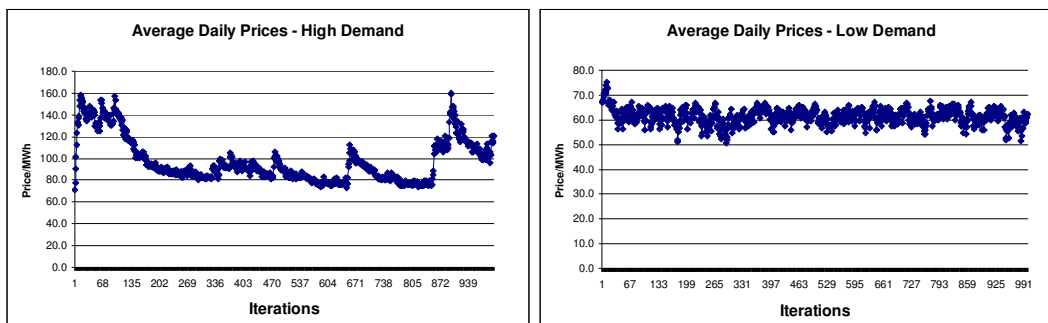 Average Daily Prices - High Demand
Price/MWh
180.0
160.0
140.0
120.0
100.0
80.0
60.0
40.0
20.0
0.0
1 68 135 202 269 336 403 470 537 604 671 738 805 872 939
Iterations
Average Daily Prices - Low Demand
Price/MWh
80.0
70.0
60.0
50.0
40.0
30.0
20.0
10.0
0.0
1 67 133 199 265 331 397 463 529 595 661 727 793 859 925 991
Iterations